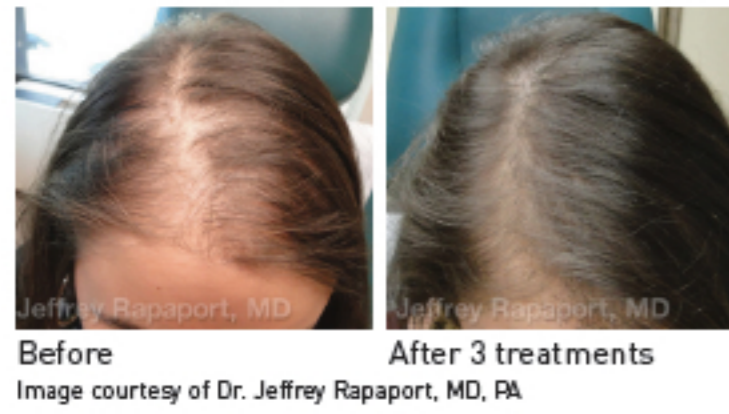 Jeffrey Rapaport, MD
Jeffrey Rapaport, MD
Before
After 3 treatments
Image courtesy of Dr. Jeffrey Rapaport, MD, PA